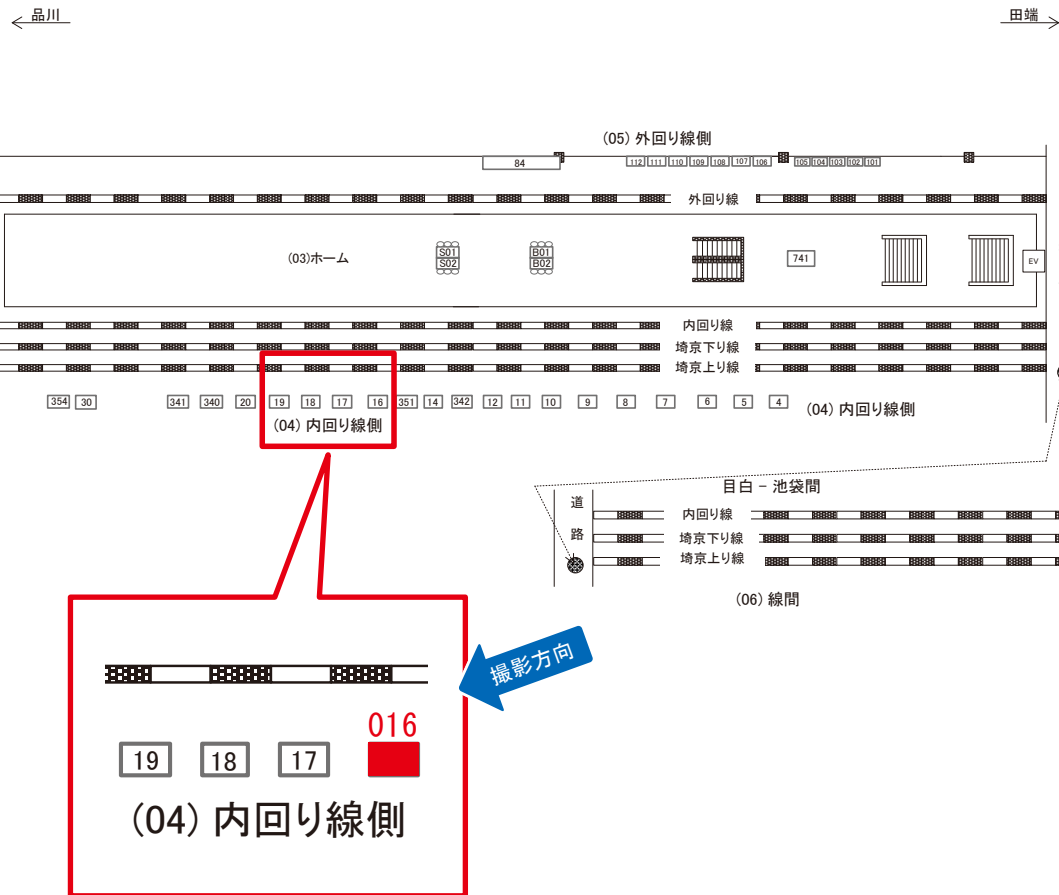 品川
田端
(05) 外回り線側
84
112 111 110 109 108 107 106 105 104 103 102 101
外回り線
(03)ホーム
S01
S02
B01
B02
741
EV
内回り線
埼京下り線
埼京上り線
354 30 341 340 20 19 18 17 16 351 14 342 12 11 10 9 8 7 6 5 4
(04) 内回り線側
(04) 内回り線側
目白 − 池袋間
道路
内回り線
埼京下り線
埼京上り線
(06) 線間
撮影方向
016
19 18 17
(04) 内回り線側